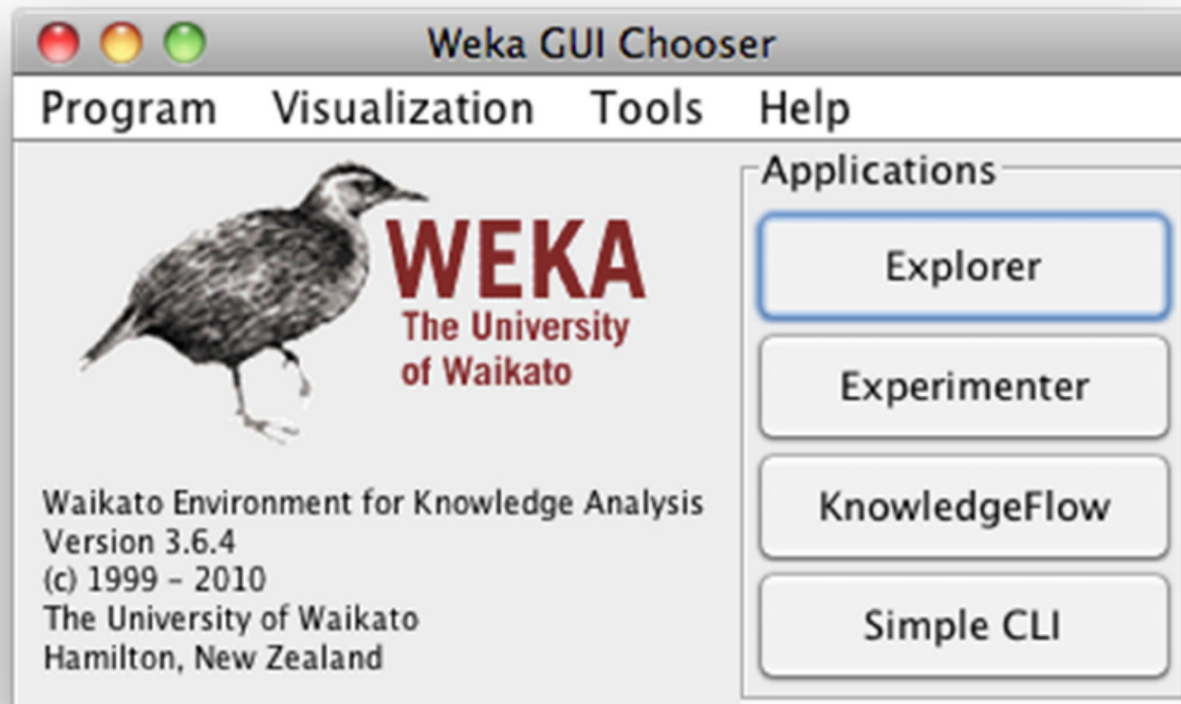 Weka GUI Chooser
Program Visualization Tools Help
WEKA
The University
of Waikato
Waikato Environment for Knowledge Analysis
Version 3.6.4
(c) 1999 – 2010
The University of Waikato
Hamilton, New Zealand
Applications
Explorer
Experimenter
KnowledgeFlow
Simple CLI